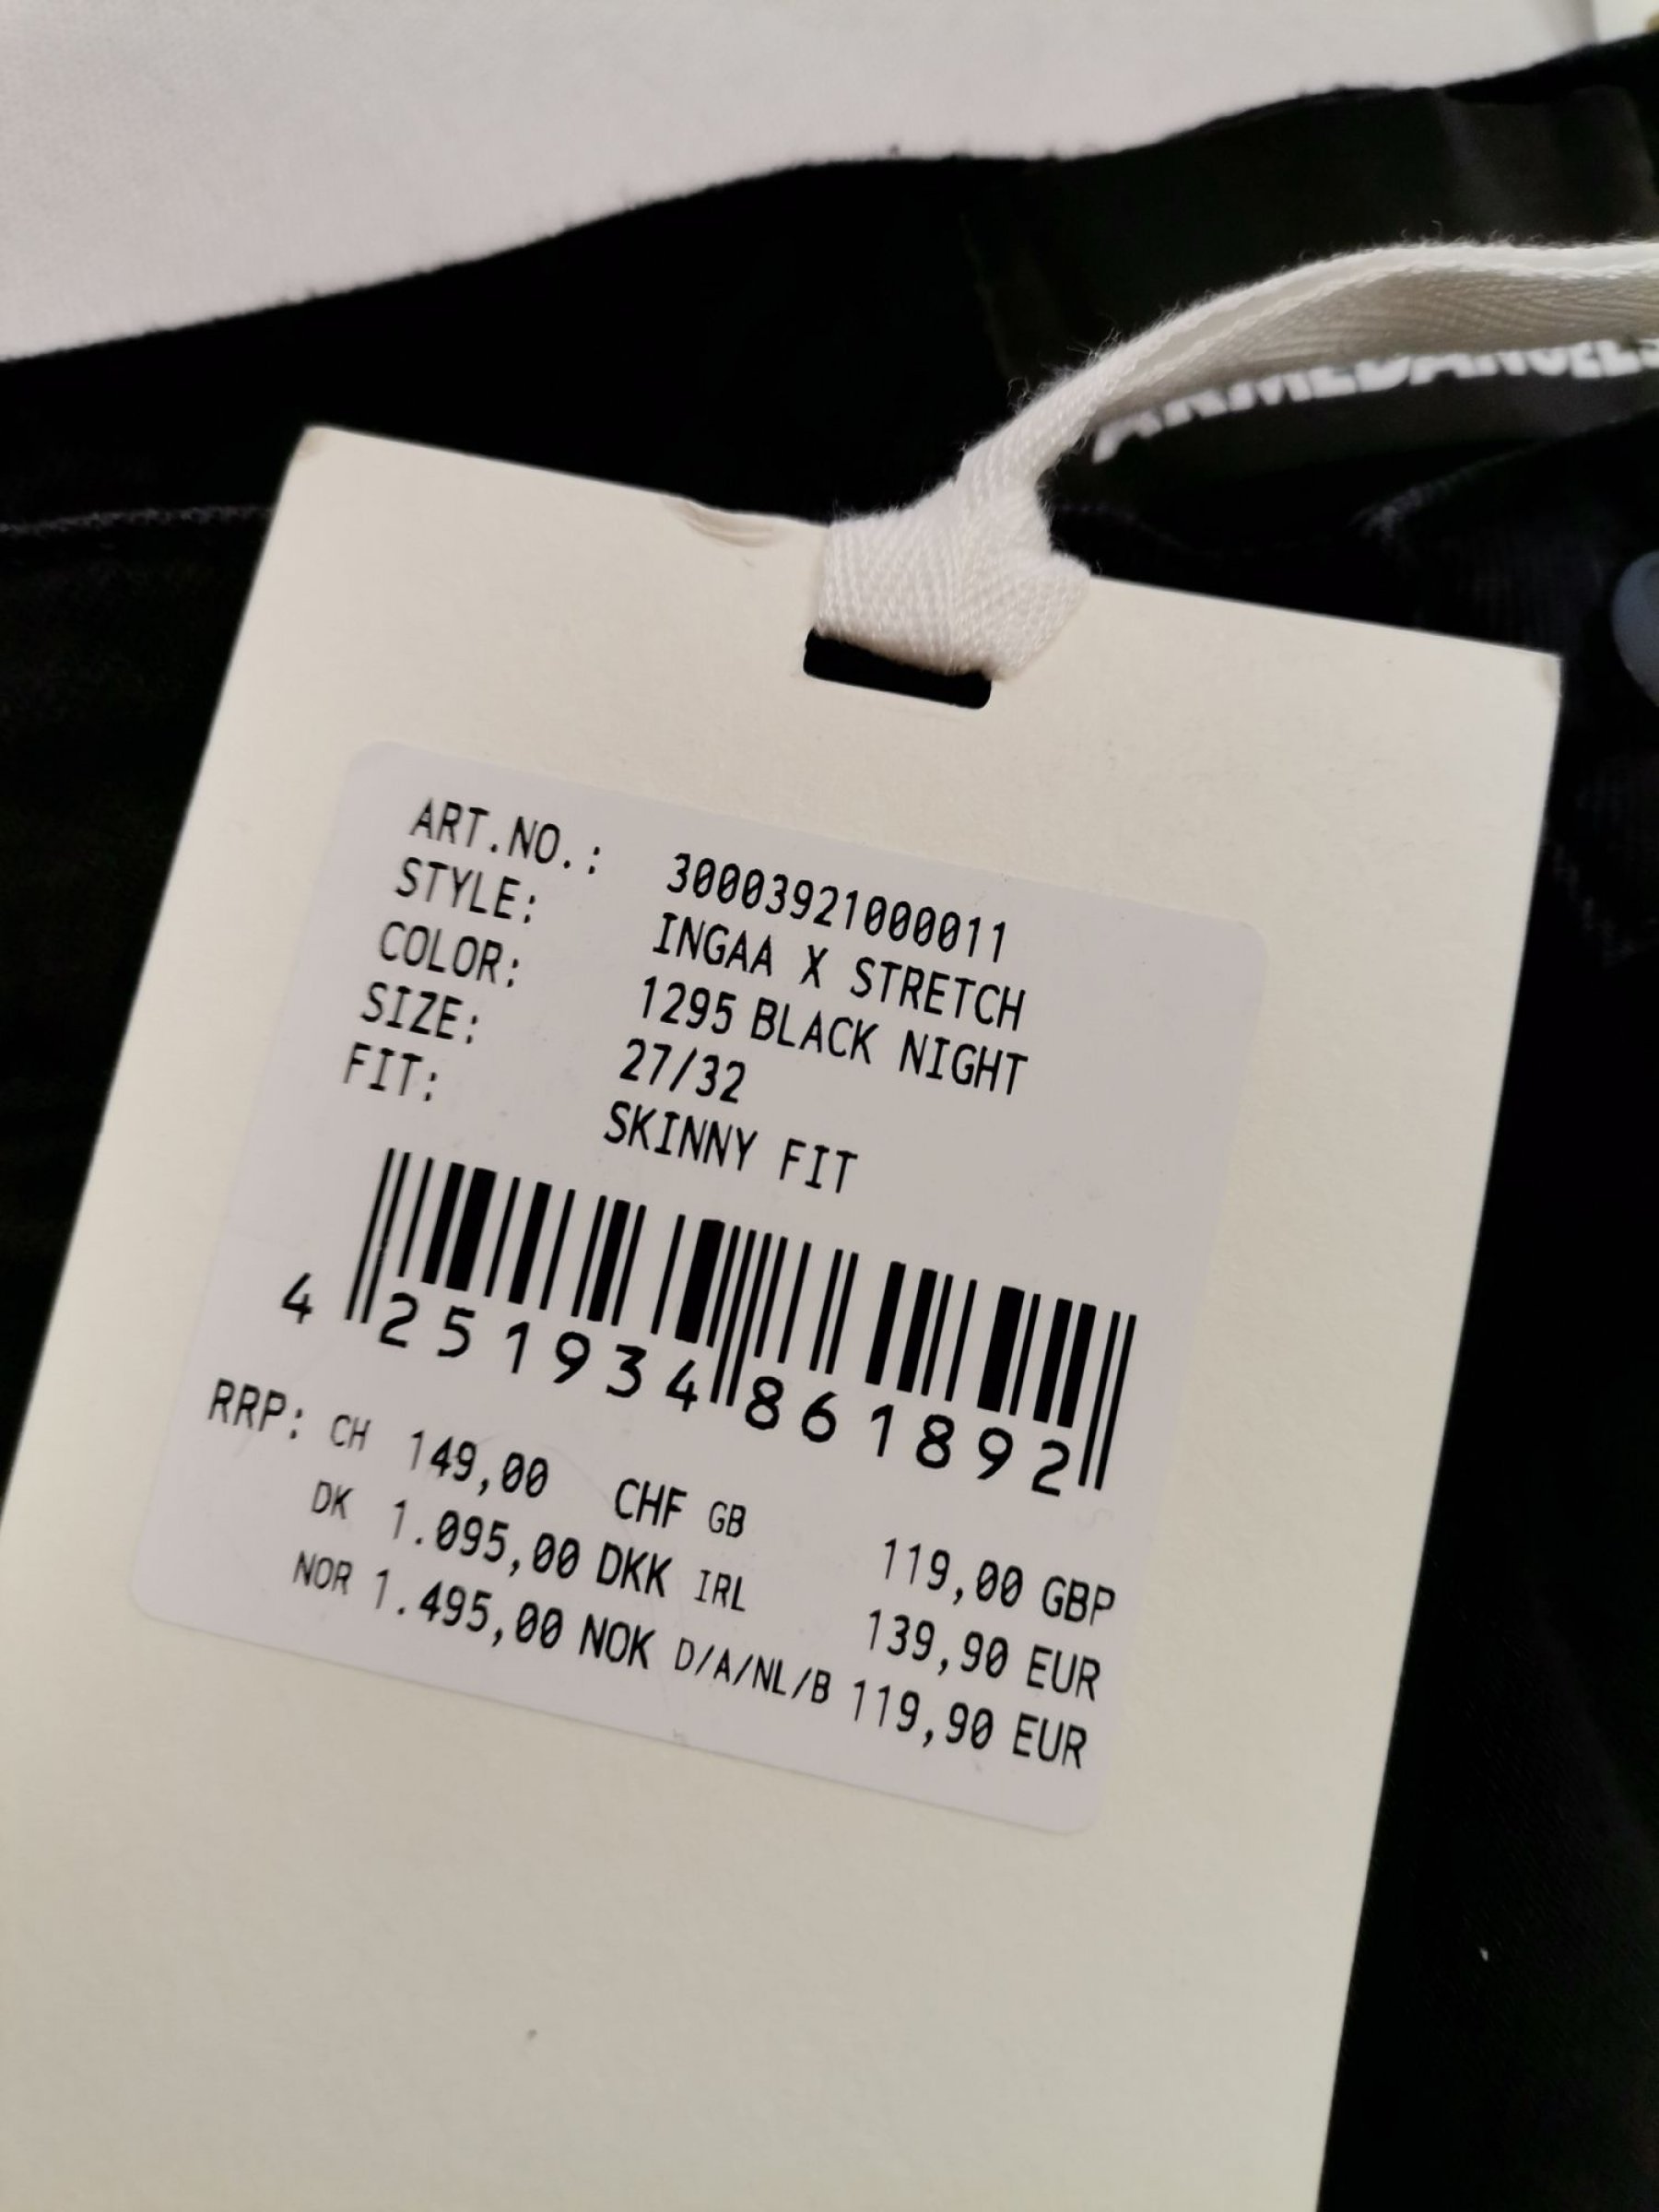 ARMEDANGELS
ART.NO.: 30003921000011
STYLE: INGAA X STRETCH
COLOR: 1295 BLACK NIGHT
SIZE: 27/32
FIT: SKINNY FIT
4 251934 861892
RRP: CH 149,00 CHF GB 119,00 GBP
DK 1.095,00 DKK IRL 139,90 EUR
NOR 1.495,00 NOK D/A/NL/B 119,90 EUR